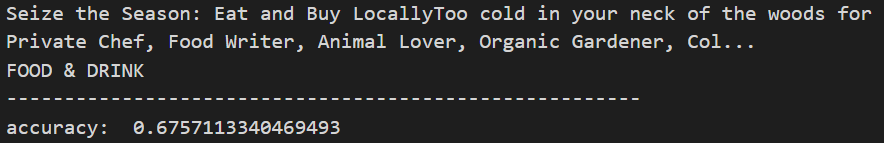 Seize the Season: Eat and Buy LocallyToo cold in your neck of the woods for
Private Chef, Food Writer, Animal Lover, Organic Gardener, Col...
FOOD & DRINK
-------------------------------------------------------
accuracy:  0.6757113340469493